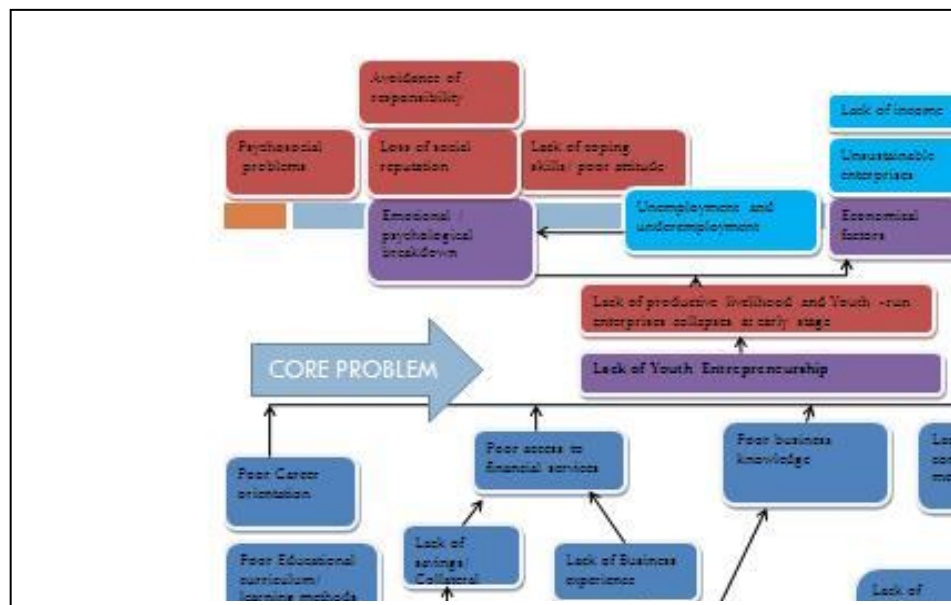 Avoidence of
responsibility
Psychosocial
problems
Loss of social
reputation
Lack of coping
skills/ poor attitude
Lack of income
Unsustainable
enterprises
Emotional /
psychological
breakdown
Unemployment and
underemployment
Economical
factors
Lack of productive livelihood and Youth -run
enterprises collapses at early stage
CORE PROBLEM
Lack of Youth Entrepreneurship
Poor Career
orientation
Poor access to
financial services
Poor business
knowledge
Poor Educational
curriculum/
learning methods
Lack of
savings/
Collateral
Lack of Business
experience
Lack of